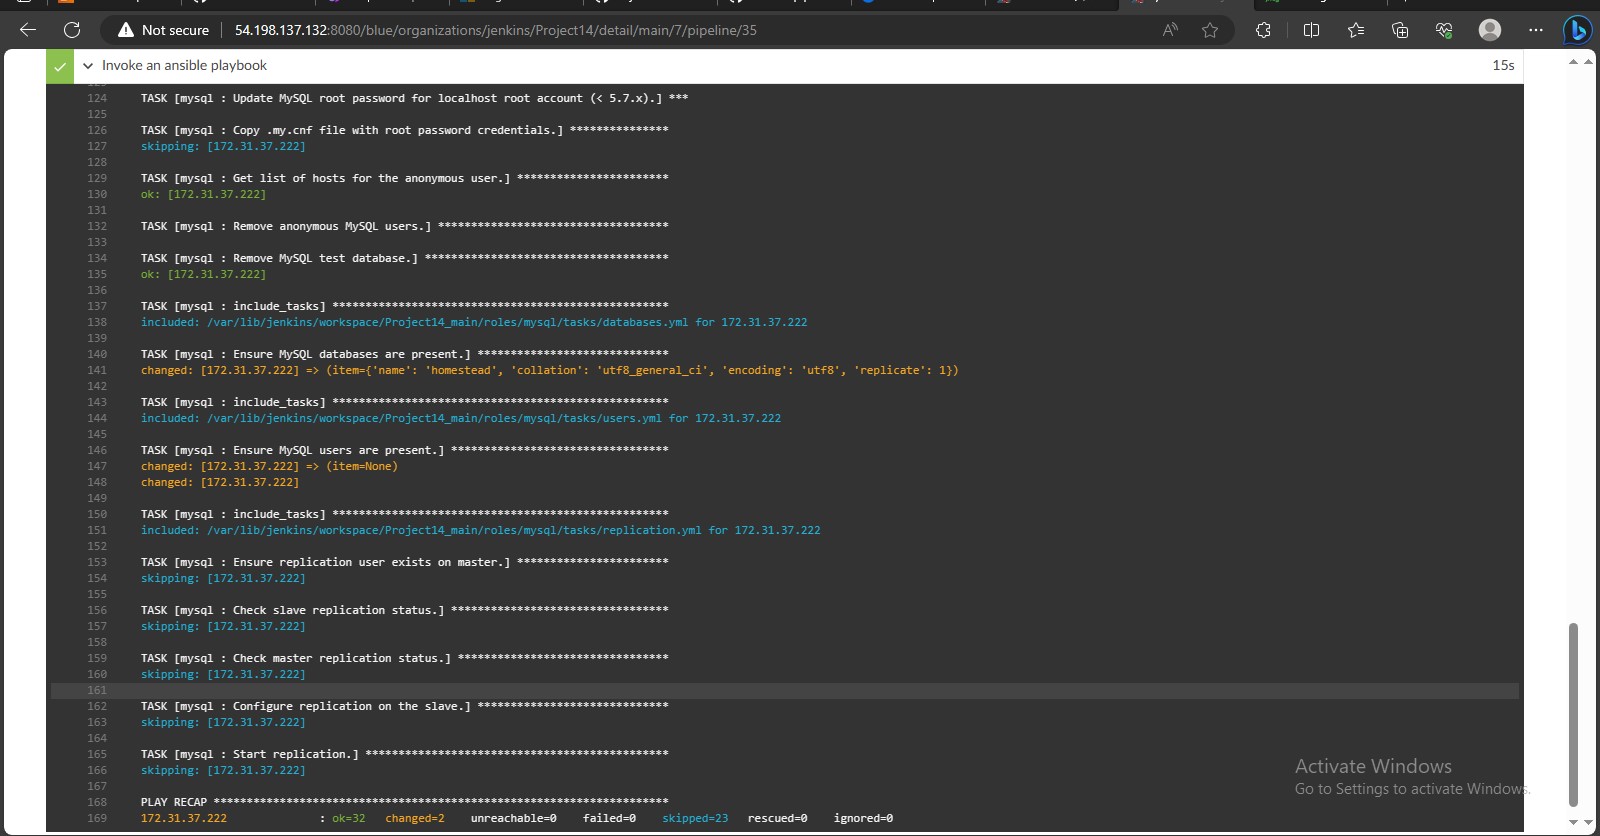 Not secure 54.198.137.132:8080/blue/organizations/jenkins/Project14/detail/main/7/pipeline/35
Invoke an ansible playbook 15s
124 TASK [mysql : Update MySQL root password for localhost root account (< 5.7.x).] ***
125
126 TASK [mysql : Copy .my.cnf file with root password credentials.] ***************
127 skipping: [172.31.37.222]
128
129 TASK [mysql : Get list of hosts for the anonymous user.] ***********************
130 ok: [172.31.37.222]
131
132 TASK [mysql : Remove anonymous MySQL users.] ***********************************
133
134 TASK [mysql : Remove MySQL test database.] *************************************
135 ok: [172.31.37.222]
136
137 TASK [mysql : include_tasks] ***************************************************
138 included: /var/lib/jenkins/workspace/Project14_main/roles/mysql/tasks/databases.yml for 172.31.37.222
139
140 TASK [mysql : Ensure MySQL databases are present.] *****************************
141 changed: [172.31.37.222] => (item={'name': 'homestead', 'collation': 'utf8_general_ci', 'encoding': 'utf8', 'replicate': 1})
142
143 TASK [mysql : include_tasks] ***************************************************
144 included: /var/lib/jenkins/workspace/Project14_main/roles/mysql/tasks/users.yml for 172.31.37.222
145
146 TASK [mysql : Ensure MySQL users are present.] *********************************
147 changed: [172.31.37.222] => (item=None)
148 changed: [172.31.37.222]
149
150 TASK [mysql : include_tasks] ***************************************************
151 included: /var/lib/jenkins/workspace/Project14_main/roles/mysql/tasks/replication.yml for 172.31.37.222
152
153 TASK [mysql : Ensure replication user exists on master.] ***********************
154 skipping: [172.31.37.222]
155
156 TASK [mysql : Check slave replication status.] *********************************
157 skipping: [172.31.37.222]
158
159 TASK [mysql : Check master replication status.] ********************************
160 skipping: [172.31.37.222]
161
162 TASK [mysql : Configure replication on the slave.] *****************************
163 skipping: [172.31.37.222]
164
165 TASK [mysql : Start replication.] **********************************************
166 skipping: [172.31.37.222]
167
168 PLAY RECAP *********************************************************************
169 172.31.37.222 : ok=32 changed=2 unreachable=0 failed=0 skipped=23 rescued=0 ignored=0
Activate Windows
Go to Settings to activate Windows.